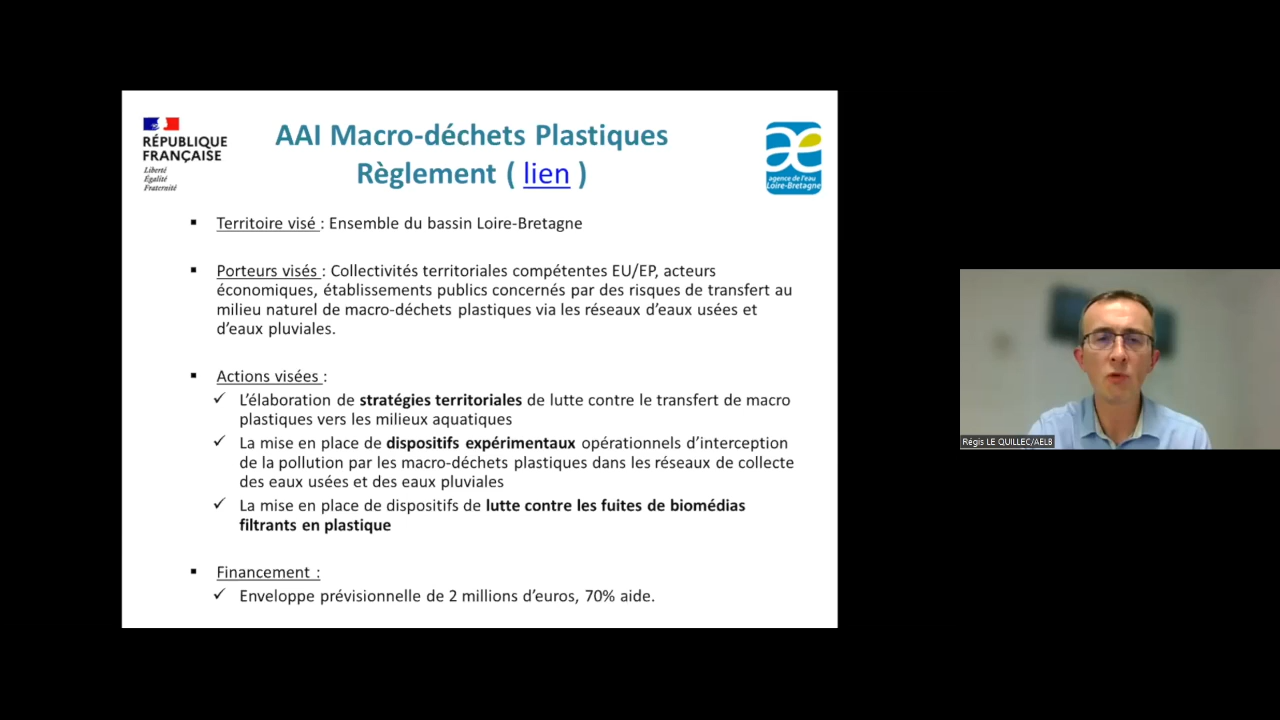 AAI Macro-déchets Plastiques
Règlement ( lien )
RÉPUBLIQUE
FRANÇAISE
Liberté
Égalité
Fraternité
agence de l'eau
Loire-Bretagne
▪ Territoire visé : Ensemble du bassin Loire-Bretagne
▪ Porteurs visés : Collectivités territoriales compétentes EU/EP, acteurs
économiques, établissements publics concernés par des risques de transfert au
milieu naturel de macro-déchets plastiques via les réseaux d’eaux usées et
d’eaux pluviales.
▪ Actions visées :
✓ L’élaboration de stratégies territoriales de lutte contre le transfert de macro
plastiques vers les milieux aquatiques
✓ La mise en place de dispositifs expérimentaux opérationnels d’interception
de la pollution par les macro-déchets plastiques dans les réseaux de collecte
des eaux usées et des eaux pluviales
✓ La mise en place de dispositifs de lutte contre les fuites de biomédias
filtrants en plastique
▪ Financement :
✓ Enveloppe prévisionnelle de 2 millions d’euros, 70% aide.
Régis LE QUILLEC/AELB